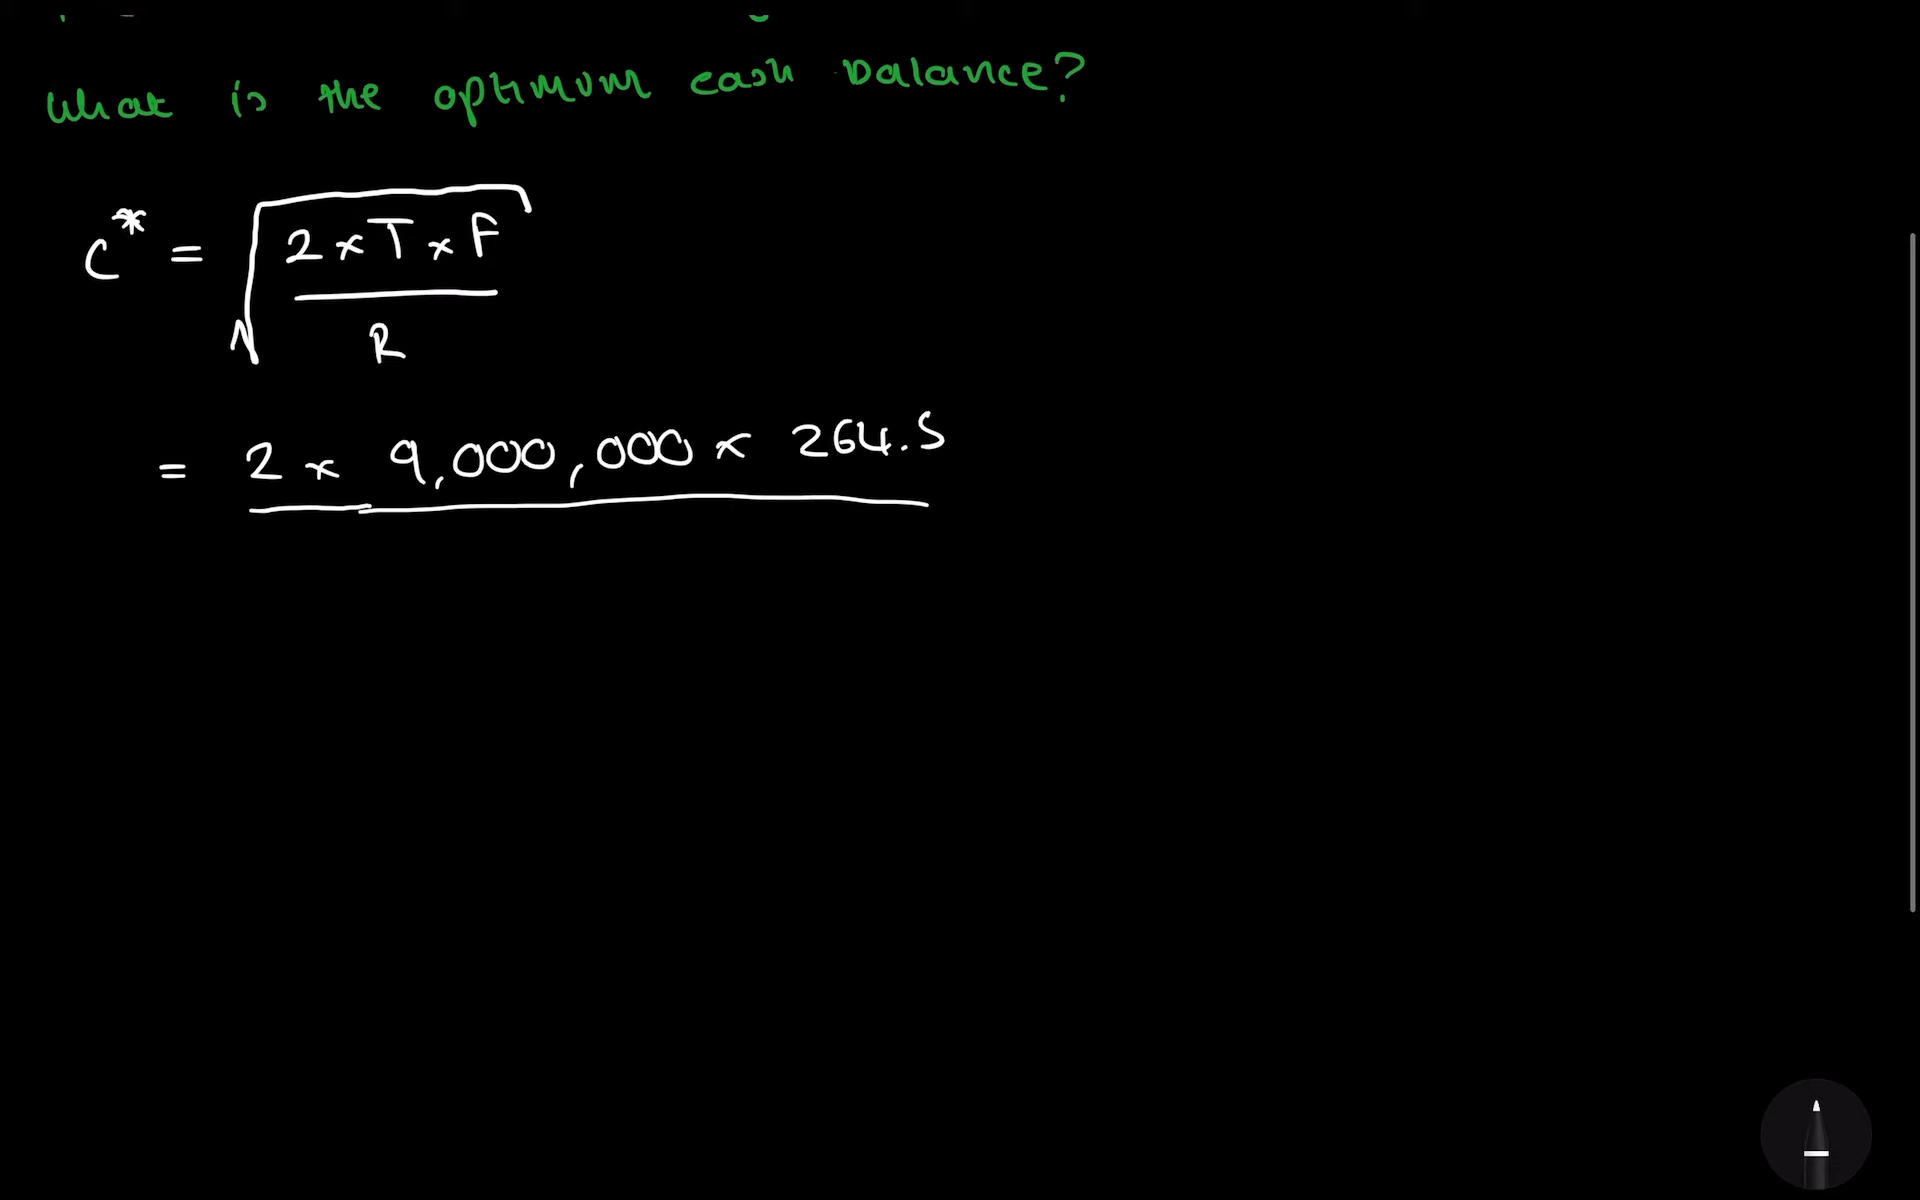 What is the optimum cash balance?
C* = √ 2 × T × F
R
= 2 × 9,000,000 × 264.5